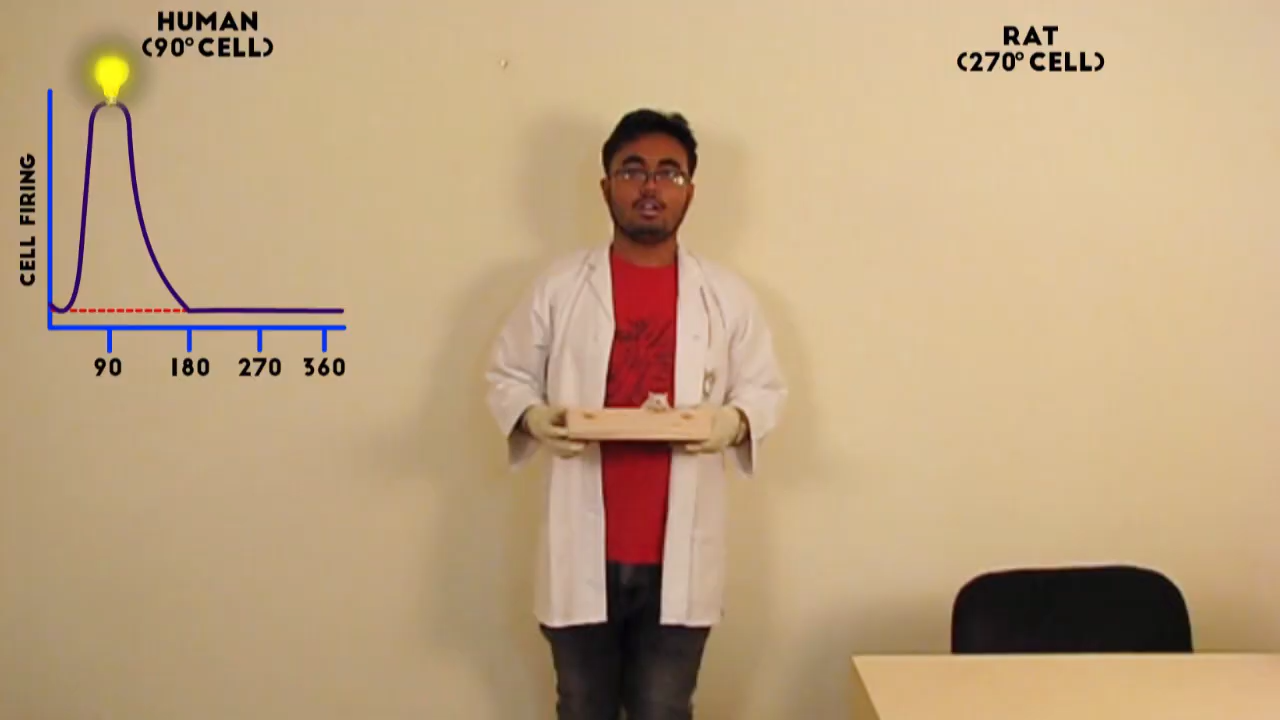 HUMAN
(90° CELL)
RAT
(270° CELL)
CELL FIRING
90 180 270 360